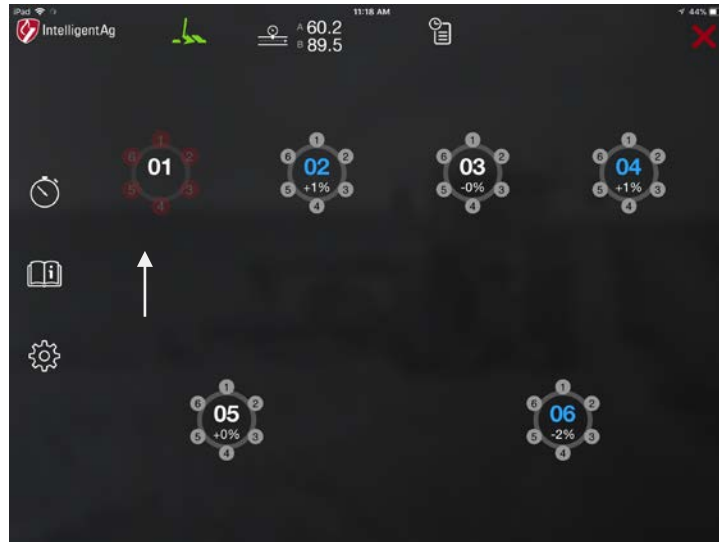 iPad 11:18 AM 44%
IntelligentAg A 60.2
B 89.5
1 1 1 1
6 01 2 6 02 2 6 03 2 6 04 2
5 3 5 +1% 3 5 -0% 3 5 +1% 3
4 4 4 4
i
1 1
6 05 2 6 06 2
5 +0% 3 5 -2% 3
4 4